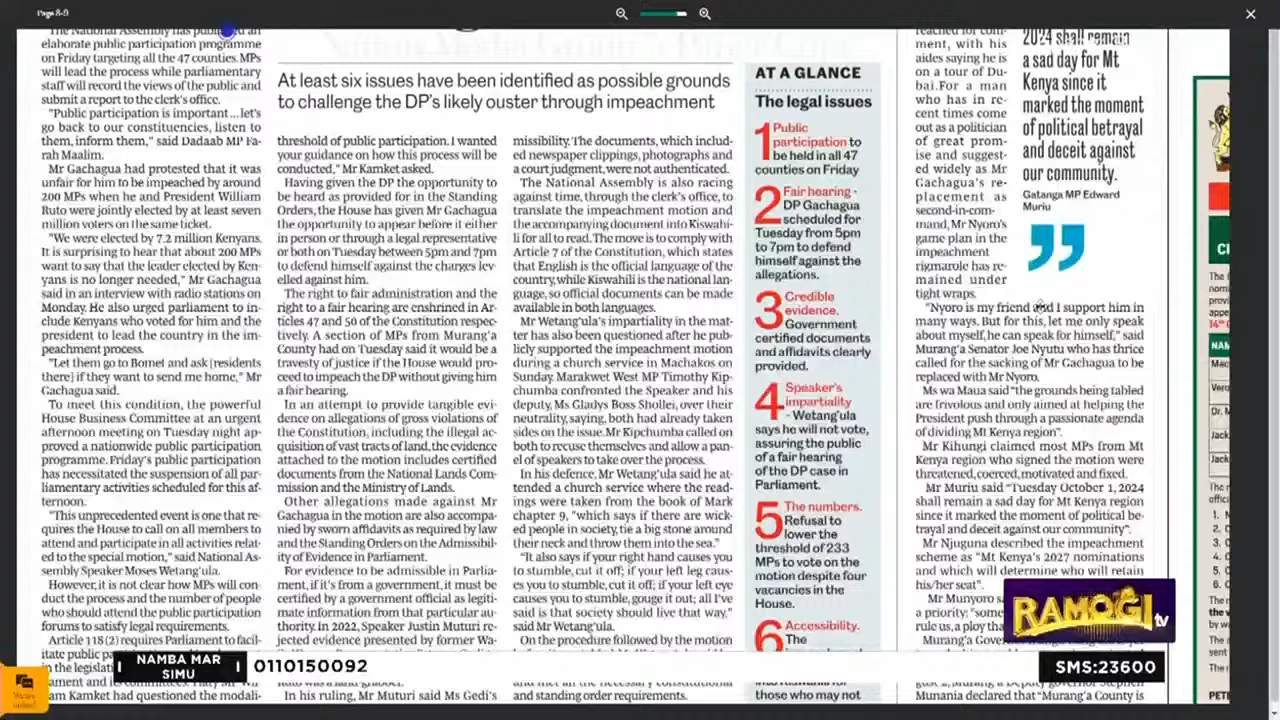 Page 8-9
The National Assembly has published an
elaborate public participation programme
on Friday targeting all the 47 counties. MPs
will lead the process while parliamentary
staff will record the views of the public and
submit a report to the clerk's office.
"Public participation is important ...let's
go back to our constituencies, listen to
them, inform them," said Dadaab MP Fa-
rah Maalim.
Mr Gachagua had protested that it was
unfair for him to be impeached by around
200 MPs when he and President William
Ruto were jointly elected by at least seven
million voters on the same ticket.
"We were elected by 7.2 million Kenyans.
It is surprising to hear that about 200 MPs
want to say that the leader elected by Ken-
yans is no longer needed," Mr Gachagua
said in an interview with radio stations on
Monday. He also urged parliament to in-
clude Kenyans who voted for him and the
president to lead the country in the im-
peachment process.
"Let them go to Bomet and ask [residents
there] if they want to send me home," Mr
Gachagua said.
To meet this condition, the powerful
House Business Committee at an urgent
afternoon meeting on Tuesday night ap-
proved a nationwide public participation
programme. Friday's public participation
has necessitated the suspension of all par-
liamentary activities scheduled for this af-
ternoon.
"This unprecedented event is one that re-
quires the House to call on all members to
attend and participate in all activities relat-
ed to the special motion," said National As-
sembly Speaker Moses Wetang'ula.
However, it is not clear how MPs will con-
duct the process and the number of people
who should attend the public participation
forums to satisfy legal requirements.
Article 118 (2) requires Parliament to facil-
itate public
in the legislat
am Kamket had questioned the modali-
At least six issues have been identified as possible grounds
to challenge the DP's likely ouster through impeachment
threshold of public participation. I wanted
your guidance on how this process will be
conducted," Mr Kamket asked.
Having given the DP the opportunity to
be heard as provided for in the Standing
Orders, the House has given Mr Gachagua
the opportunity to appear before it either
in person or through a legal representative
or both on Tuesday between 5pm and 7pm
to defend himself against the charges lev-
elled against him.
The right to fair administration and the
right to a fair hearing are enshrined in Ar-
ticles 47 and 50 of the Constitution respec-
tively. A section of MPs from Murang'a
County had on Tuesday said it would be a
travesty of justice if the House would pro-
ceed to impeach the DP without giving him
a fair hearing.
In an attempt to provide tangible evi-
dence on allegations of gross violations of
the Constitution, including the illegal ac-
quisition of vast tracts of land, the evidence
attached to the motion includes certified
documents from the National Lands Com-
mission and the Ministry of Lands.
Other allegations made against Mr
Gachagua in the motion are also accompa-
nied by sworn affidavits as required by law
and the Standing Orders on the Admissibil-
ity of Evidence in Parliament.
For evidence to be admissible in Parlia-
ment, if it's from a government, it must be
certified by a government official as legiti-
mate information from that particular au-
thority. In 2022, Speaker Justin Muturi re-
jected evidence presented by former Wa-
In his ruling, Mr Muturi said Ms Gedi's
missibility. The documents, which includ-
ed newspaper clippings, photographs and
a court judgment, were not authenticated.
The National Assembly is also racing
against time, through the clerk's office, to
translate the impeachment motion and
the accompanying document into Kiswahi-
li for all to read. The move is to comply with
Article 7 of the Constitution, which states
that English is the official language of the
country, while Kiswahili is the national lan-
guage, so official documents can be made
available in both languages.
Mr Wetang'ula's impartiality in the mat-
ter has also been questioned after he pub-
licly supported the impeachment motion
during a church service in Machakos on
Sunday. Marakwet West MP Timothy Kip-
chumba confronted the Speaker and his
deputy, Ms Gladys Boss Shollei, over their
neutrality, saying, both had already taken
sides on the issue. Mr Kipchumba called on
both to recuse themselves and allow a pan-
el of speakers to take over the process.
In his defence, Mr Wetang'ula said he at-
tended a church service where the read-
ings were taken from the book of Mark
chapter 9, "which says if there are wick-
ed people in society, tie a big stone around
their neck and throw them into the sea."
"It also says if your right hand causes you
to stumble, cut it off; if your left leg caus-
es you to stumble, cut it off; if your left eye
causes you to stumble, gouge it out; all I've
said is that society should live that way,"
said Mr Wetang'ula.
On the procedure followed by the motion
and met all the necessary constitutional
and standing order requirements.
AT A GLANCE
The legal issues
1 Public
participation to
be held in all 47
counties on Friday
2 Fair hearing -
DP Gachagua
scheduled for
Tuesday from 5pm
to 7pm to defend
himself against the
allegations.
3 Credible
evidence.
Government
certified documents
and affidavits clearly
provided.
4 Speaker's
impartiality
- Wetang'ula
says he will not vote,
assuring the public
of a fair hearing
of the DP case in
Parliament.
5 The numbers.
Refusal to
lower the
threshold of 233
MPs to vote on the
motion despite four
vacancies in the
House.
6 Accessibility.
The
those who may not
reached for com-
ment, with his
aides saying he is
on a tour of Du-
bai. For a man
who has in re-
cent times come
out as a politician
of great prom-
ise and suggest-
ed widely as Mr
Gachagua's re-
placement as
second-in-com-
mand, Mr Nyoro's
game plan in the
impeachment
rigmarole has re-
mained under
tight wraps.
2024 shall remain
a sad day for Mt
Kenya since it
marked the moment
of political betrayal
and deceit against
our community.
Gatanga MP Edward
Muriu
"Nyoro is my friend and I support him in
many ways. But for this, let me only speak
about myself, he can speak for himself," said
Murang'a Senator Joe Nyutu who has thrice
called for the sacking of Mr Gachagua to be
replaced with Mr Nyoro.
Ms wa Maua said "the grounds being tabled
are frivolous and only aimed at helping the
President push through a passionate agenda
of dividing Mt Kenya region".
Mr Kihungi claimed most MPs from Mt
Kenya region who signed the motion were
threatened, coerced, motivated and fixed.
Mr Muriu said "Tuesday October 1, 2024
shall remain a sad day for Mt Kenya region
since it marked the moment of political be-
trayal and deceit against our community".
Mr Njuguna described the impeachment
scheme as "Mt Kenya's 2027 nominations
and which will determine who will retain
his/her seat".
Mr Munyoro sa
a priority; "some
rule us, a ploy tha
Murang'a Gover
Munania declared that "Murang'a County is
RAMOGI tv
NAMBA MAR
SIMU
0110150092
SMS:23600